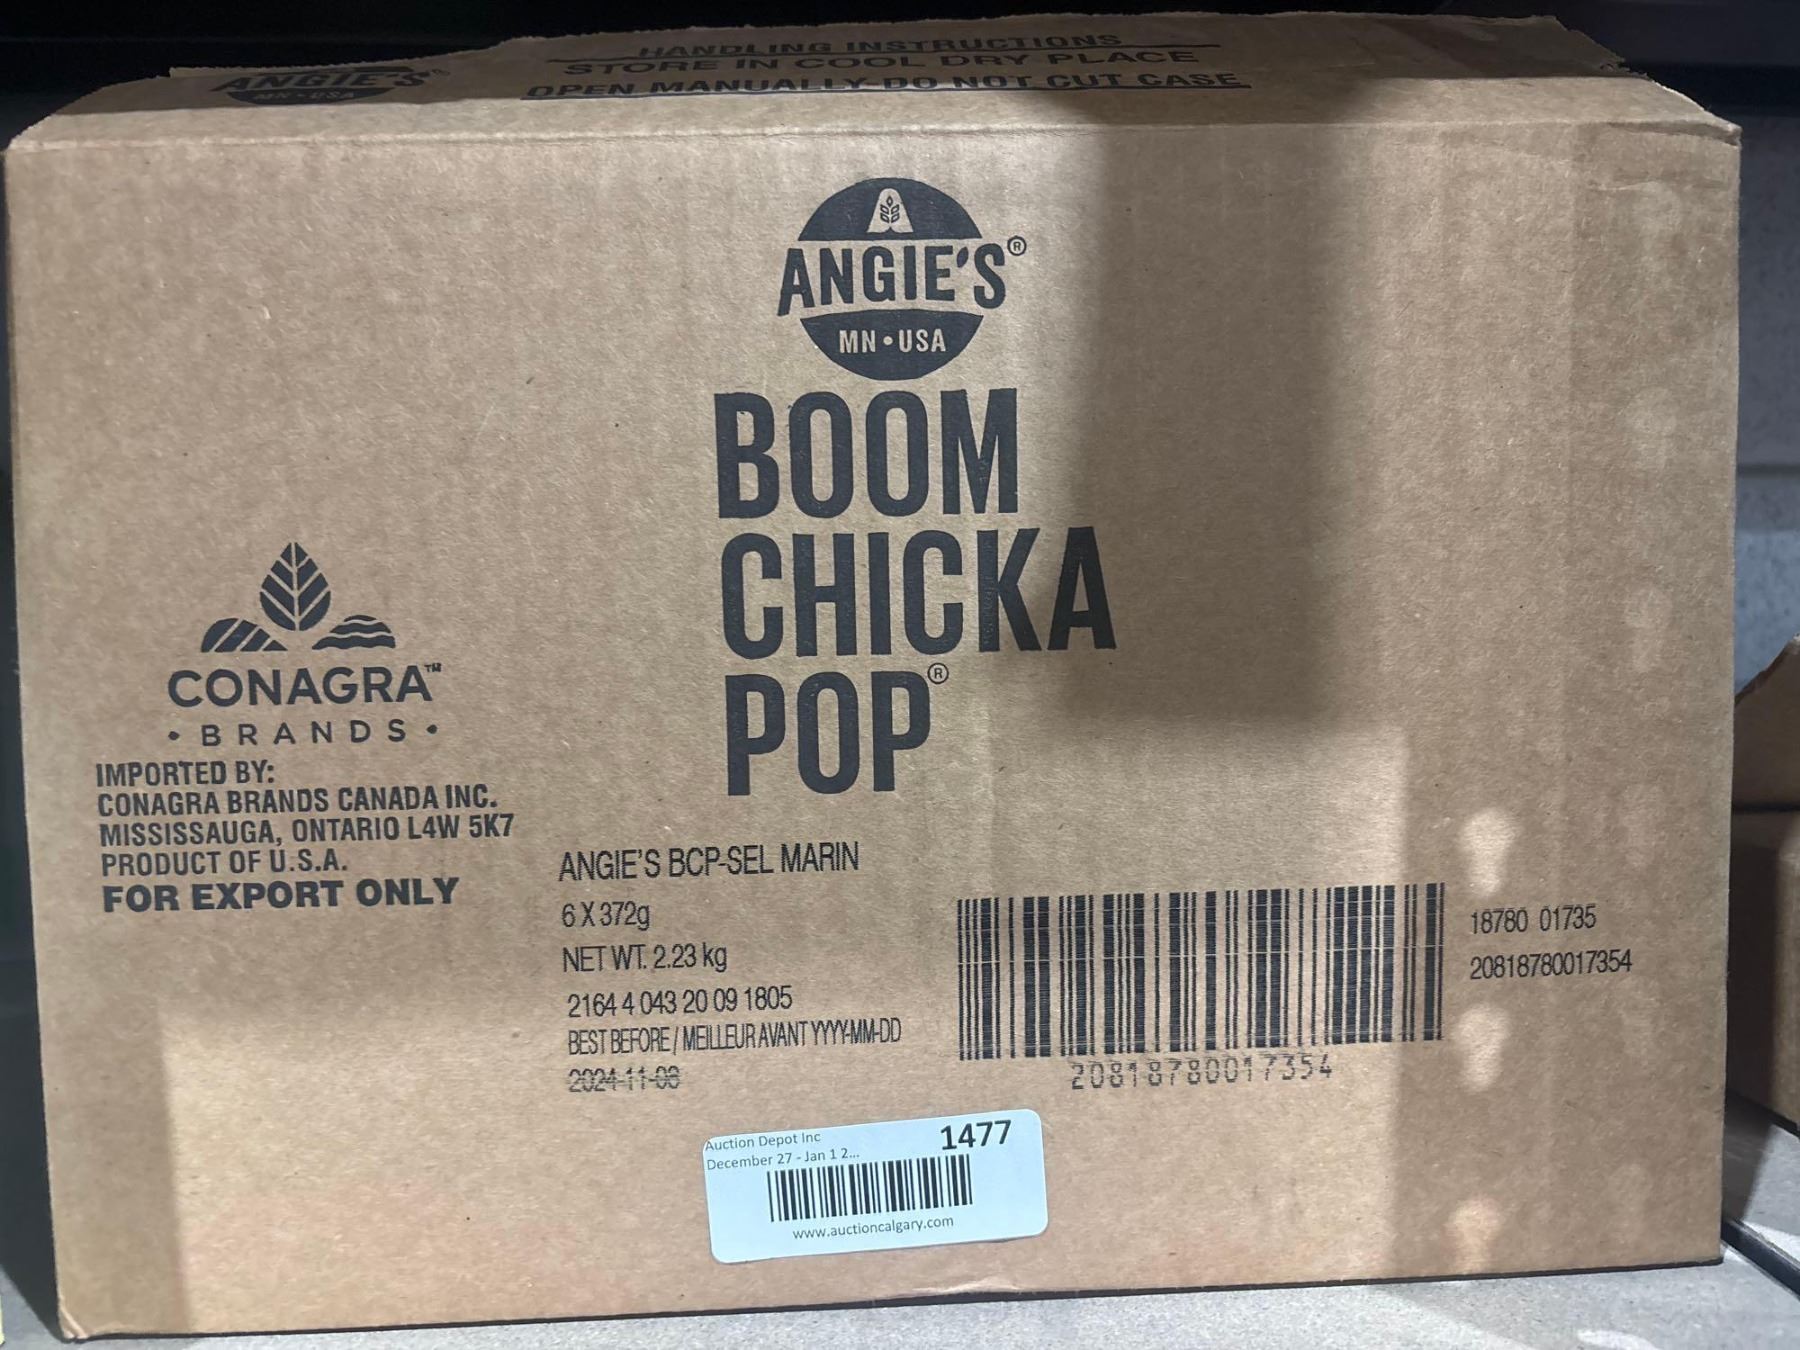 HANDLING INSTRUCTIONS
STORE IN COOL DRY PLACE
OPEN MANUALLY-DO NOT CUT CASE
ANGIE'S®
MN • USA
ANGIE'S®
MN • USA
BOOM
CHICKA
POP®
CONAGRA™
• BRANDS •
IMPORTED BY:
CONAGRA BRANDS CANADA INC.
MISSISSAUGA, ONTARIO L4W 5K7
PRODUCT OF U.S.A.
FOR EXPORT ONLY
ANGIE'S BCP-SEL MARIN
6 X 372g
NET WT. 2.23 kg
2164 4 043 20 09 1805
BEST BEFORE / MEILLEUR AVANT YYYY-MM-DD
2024-11-08
18780 01735
20818780017354
20818780017354
Auction Depot Inc
1477
December 27 - Jan 1 2...
www.auctioncalgary.com